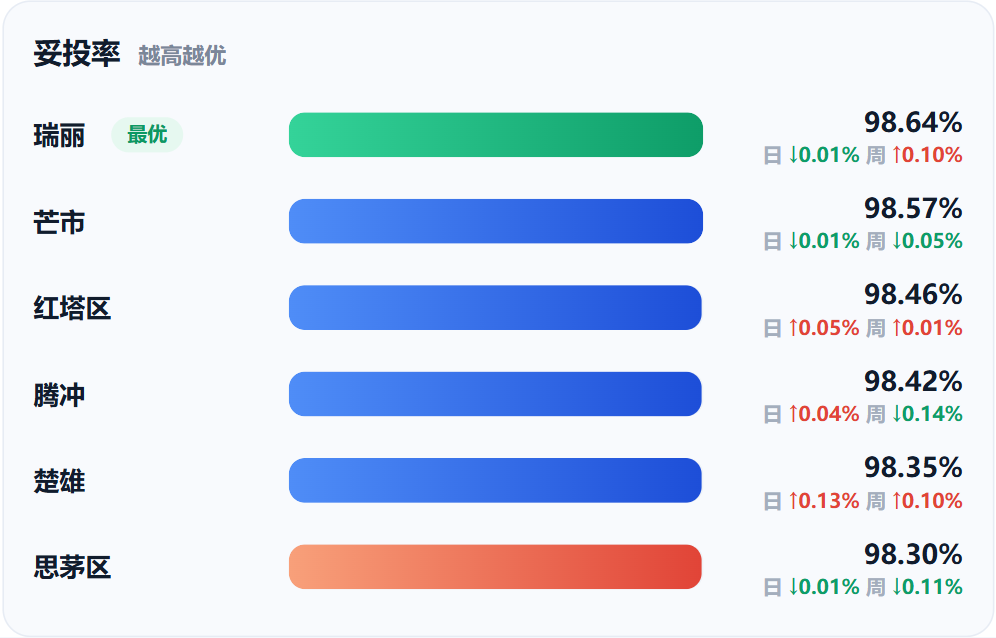 妥投率 越高越优
瑞丽 最优 98.64%
日 ↓0.01% 周 ↑0.10%
芒市 98.57%
日 ↓0.01% 周 ↓0.05%
红塔区 98.46%
日 ↑0.05% 周 ↑0.01%
腾冲 98.42%
日 ↑0.04% 周 ↓0.14%
楚雄 98.35%
日 ↑0.13% 周 ↑0.10%
思茅区 98.30%
日 ↓0.01% 周 ↓0.11%